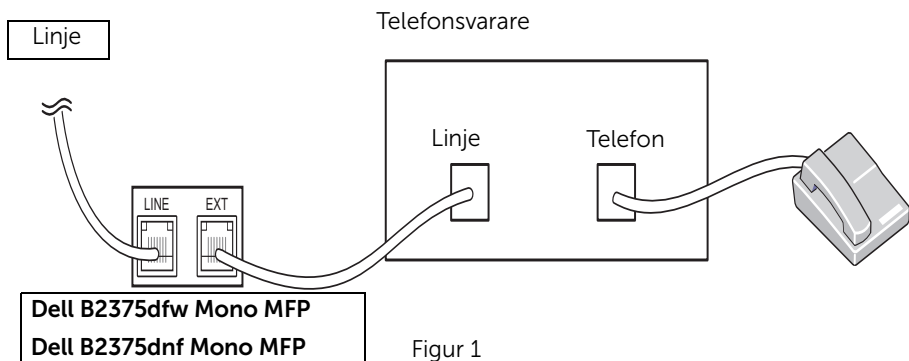 Telefonsvarare
Linje
Linje
Telefon
LINE
EXT
Dell B2375dfw Mono MFP
Dell B2375dnf Mono MFP
Figur 1